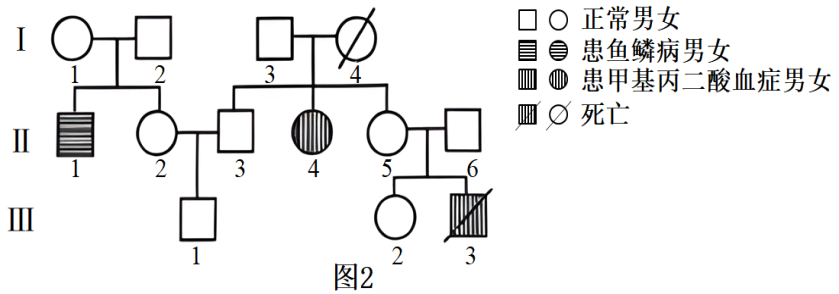 I
1 2 3 4
II
1 2 3 4 5 6
III
1 2 3
正常男女
患鱼鳞病男女
患甲基丙二酸血症男女
死亡
图2